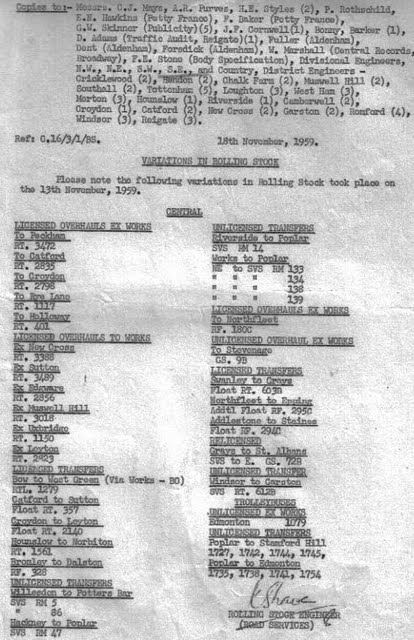 Copies to:- Messrs. C.J. Mays, A.R. Purves, H.E. Styles (2), P. Rothschild,
E.N. Hawkins (Petty France), F. Baker (Petty France),
G.W. Skinner (Publicity)(5), J.F. Cornwell(1), Bonny, Barker (1),
D. Adams (Traffic Audit, Reigate)(1), Fuller (Aldenham),
Dent (Aldenham), Foredick (Aldenham), W. Marshall (Central Records,
Broadway), F.E. Stone (Body Specification), Divisional Engineers,
N.W., N.E., S.W., S.E., and Country, District Engineers -
Cricklewood (2), Hendon (2), Chalk Farm (2), Muswell Hill (2),
Southall (2), Tottenham (5), Loughton (3), West Ham (3),
Merton (3), Hounslow (1), Riverside (1), Camberwell (2),
Croydon (1), Catford (2), New Cross (2), Garston (2), Romford (4),
Windsor (3), Reigate (3).
Ref: C.16/3/1/BS. 18th November, 1959.
VARIATIONS IN ROLLING STOCK
Please note the following variations in Rolling Stock took place on
the 13th November, 1959.
CENTRAL
LICENSED OVERHAULS EX WORKS
To Peckham
RT. 3472
To Catford
RT. 2835
To Croydon
RT. 2798
To Rye Lane
RT. 1117
To Holloway
RT. 401
LICENSED OVERHAULS TO WORKS
Ex New Cross
RT. 3388
Ex Sutton
RT. 3489
Ex Edgware
RT. 2856
Ex Muswell Hill
RT. 3018
Ex Uxbridge
RT. 1150
Ex Leyton
RT. 2923
LICENSED TRANSFERS
Bow to West Green (Via Works - BO)
RTL. 1279
Catford to Sutton
Float RT. 357
Croydon to Leyton
Float RT. 2140
Hounslow to Norbiton
RT. 1561
Bromley to Dalston
RF. 328
UNLICENSED TRANSFERS
Willesden to Potters Bar
SVS RM 5
" 86
Hackney to Poplar
SVS RM 47
UNLICENSED TRANSFERS
Riverside to Poplar
SVS RM 14
Works to Poplar
NE to SVS RM 133
" " " 134
" " " 138
" " " 139
LICENSED OVERHAULS EX WORKS
To Northfleet
RF. 180C
UNLICENSED OVERHAUL EX WORKS
To Stevenage
GS. 9B
LICENSED TRANSFERS
Swanley to Grays
Float RT. 603B
Northfleet to Epping
Addtl Float RF. 295C
Addlestone to Staines
Float RF. 294C
RELICENSED
Grays to St. Albans
SVS to E. GS. 72B
UNLICENSED TRANSFER
Windsor to Garston
SVS RT. 612B
TROLLEYBUSES
UNLICENSED EX WORKS
Edmonton 1079
UNLICENSED TRANSFERS
Poplar to Stamford Hill
1727, 1742, 1744, 1745,
Poplar to Edmonton
1735, 1738, 1741, 1754
ROLLING STOCK ENGINEER
(ROAD SERVICES)